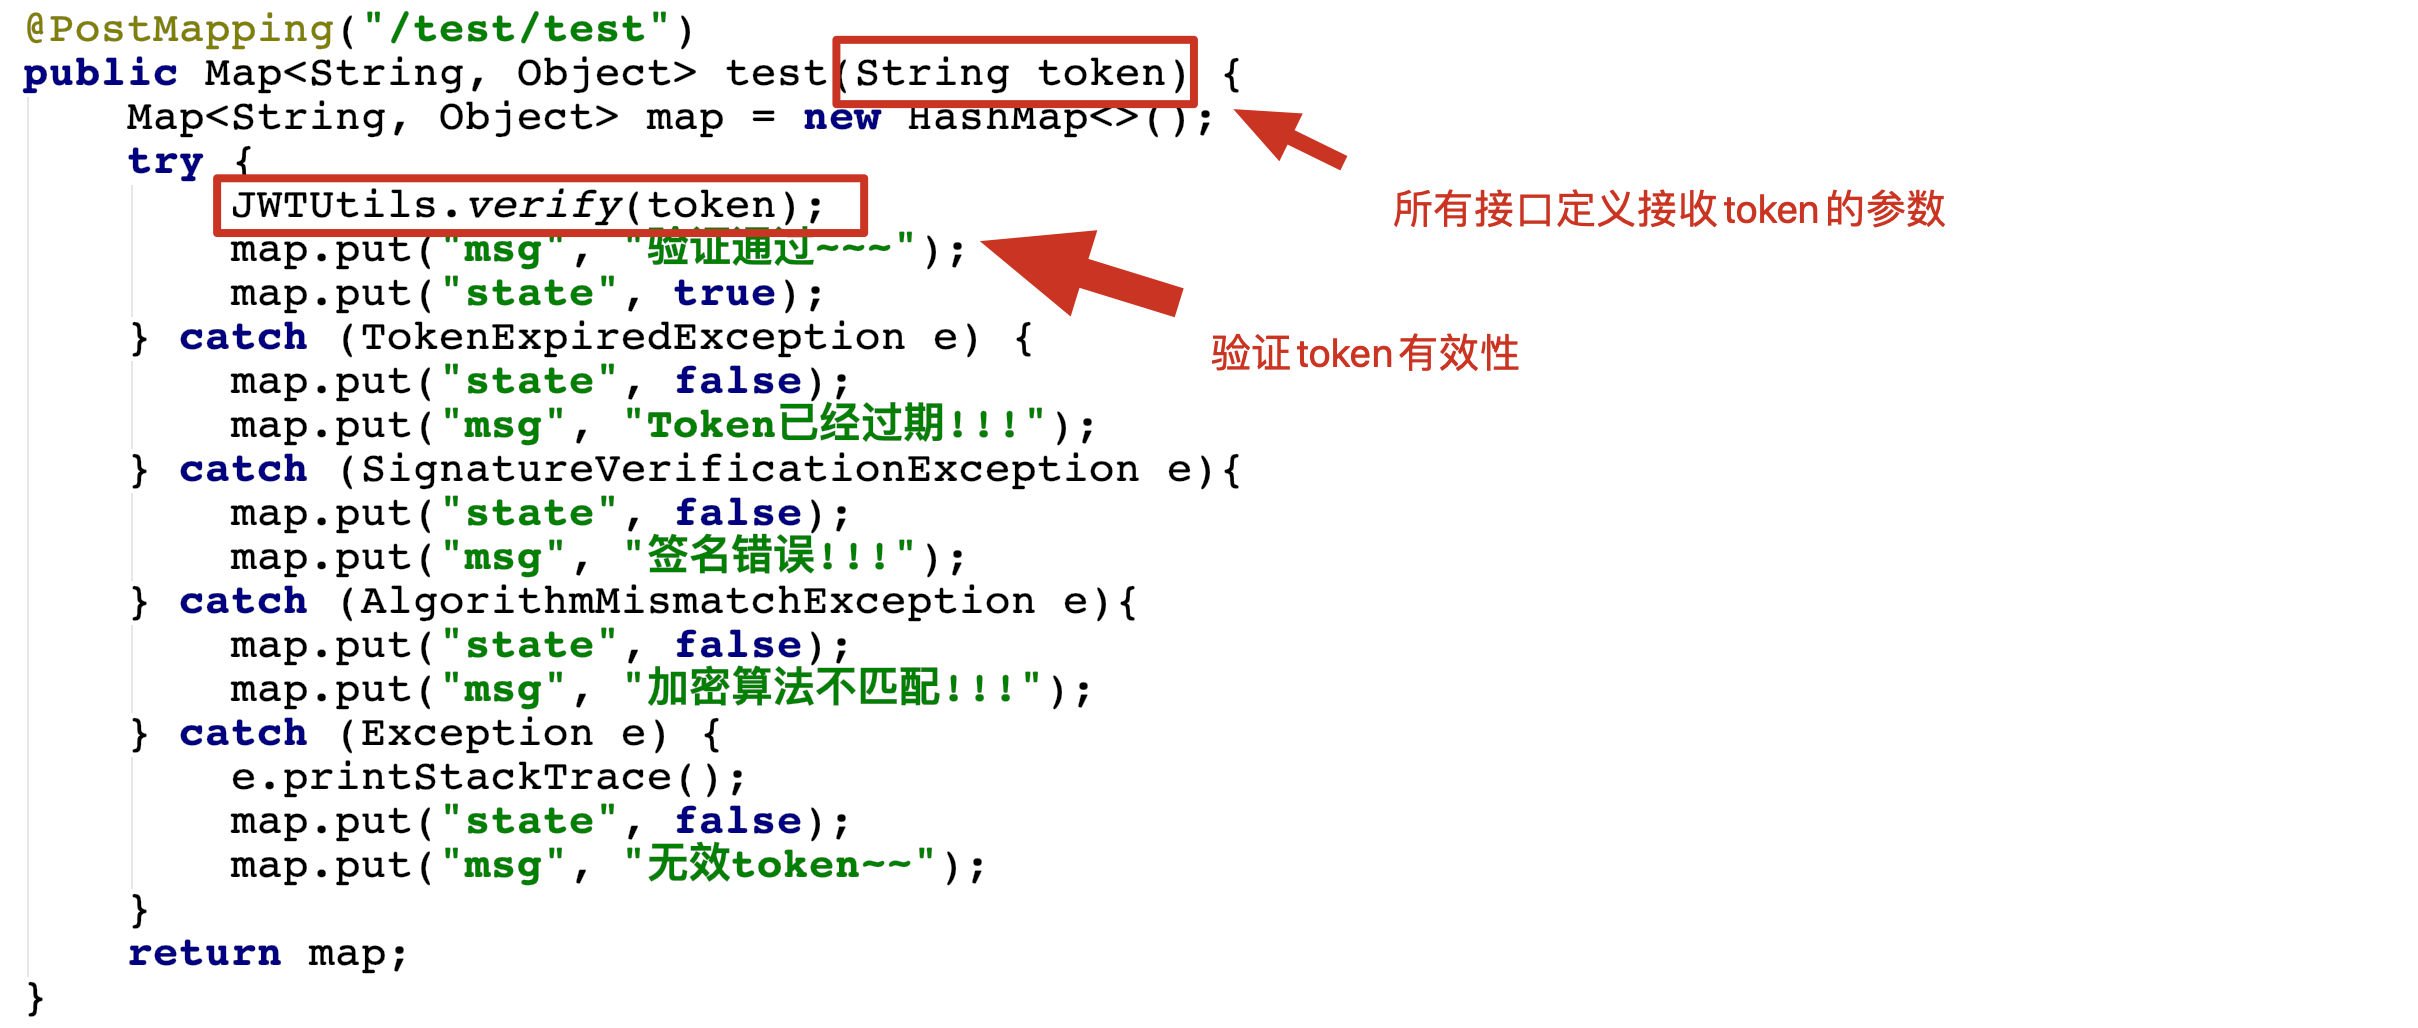 @PostMapping("/test/test")
public Map<String, Object> test(String token) {
Map<String, Object> map = new HashMap<>();
try {
JWTUtils.verify(token);
所有接口定义接收token的参数
map.put("msg", "验证通过~~~");
map.put("state", true);
} catch (TokenExpiredException e) {
验证token有效性
map.put("state", false);
map.put("msg", "Token已经过期!!!");
} catch (SignatureVerificationException e){
map.put("state", false);
map.put("msg", "签名错误!!!");
} catch (AlgorithmMismatchException e){
map.put("state", false);
map.put("msg", "加密算法不匹配!!!");
} catch (Exception e) {
e.printStackTrace();
map.put("state", false);
map.put("msg", "无效token~~");
}
return map;
}